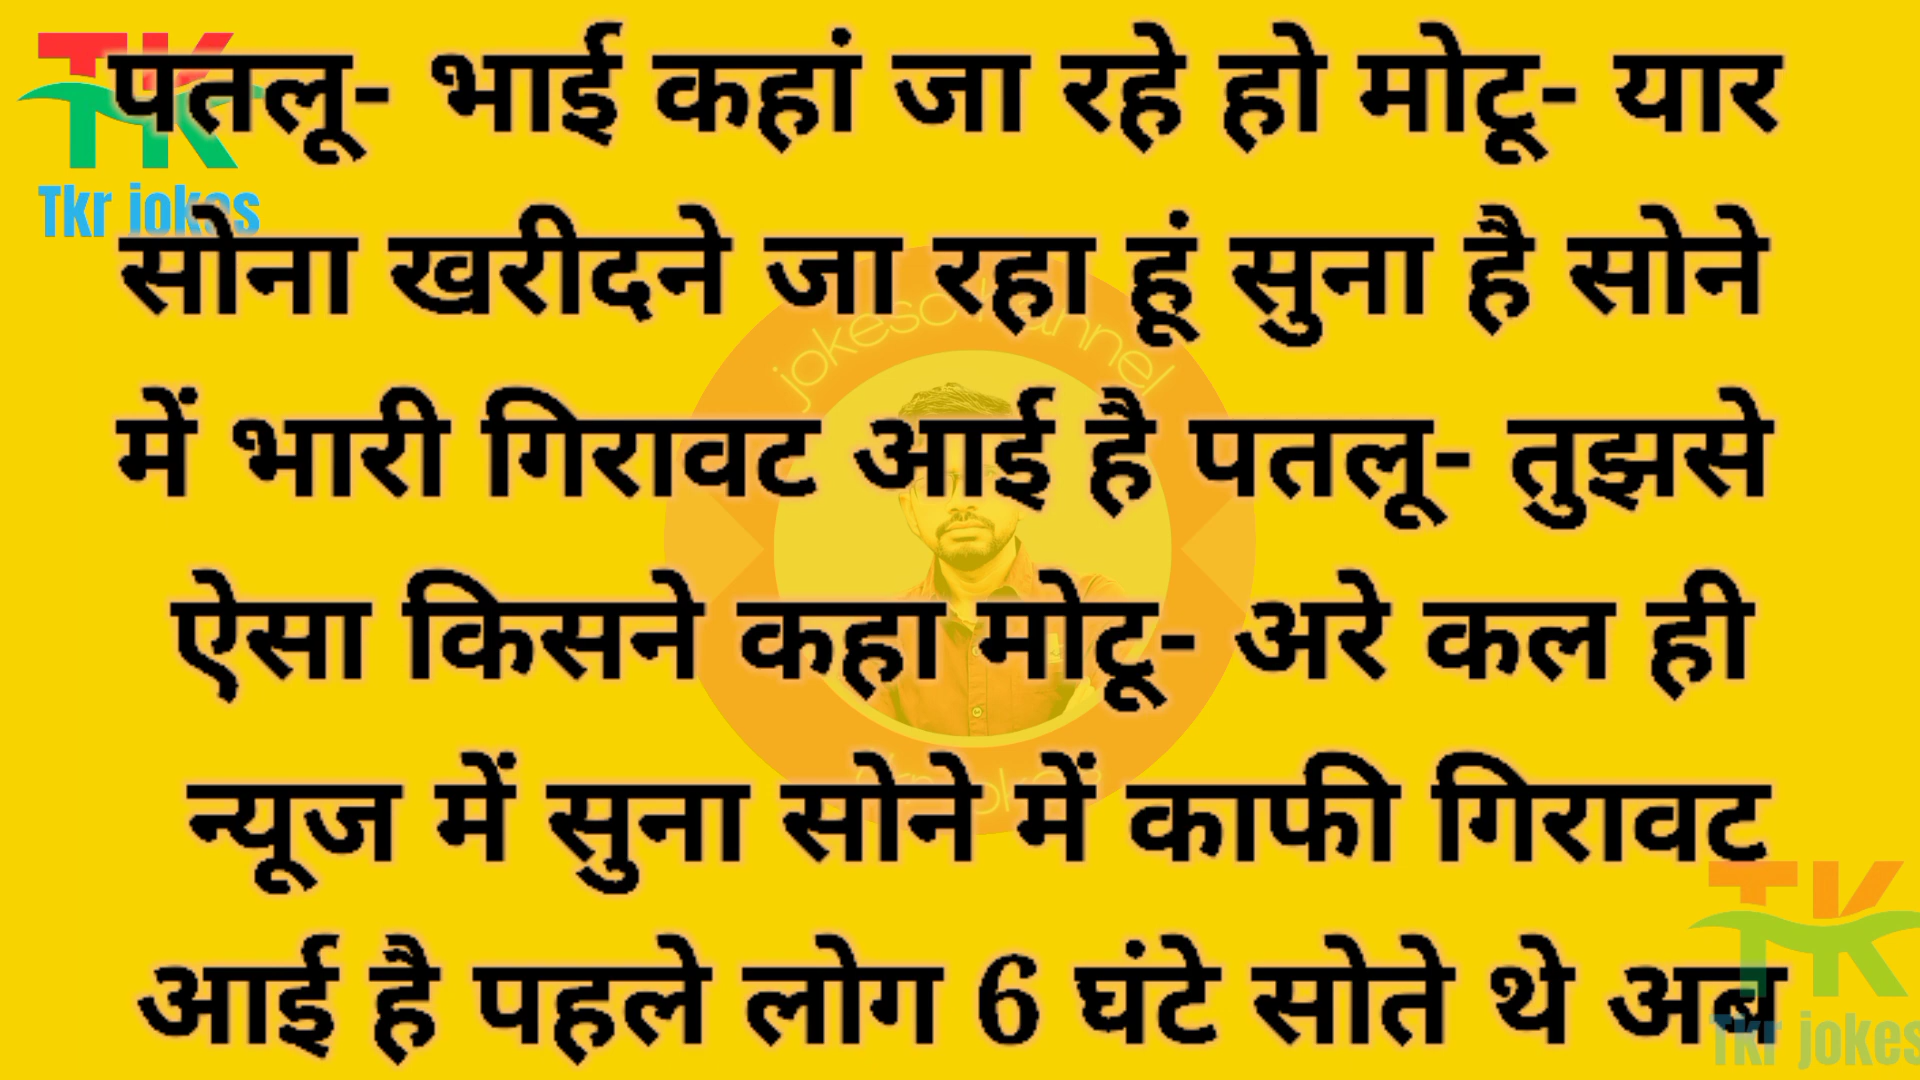 TK
Tkr jokes
पतलू- भाई कहां जा रहे हो मोटू- यार
सोना खरीदने जा रहा हूं सुना है सोने
में भारी गिरावट आई है पतलू- तुझसे
ऐसा किसने कहा मोटू- अरे कल ही
न्यूज में सुना सोने में काफी गिरावट
आई है पहले लोग 6 घंटे सोते थे अब
TK
Tkr jokes